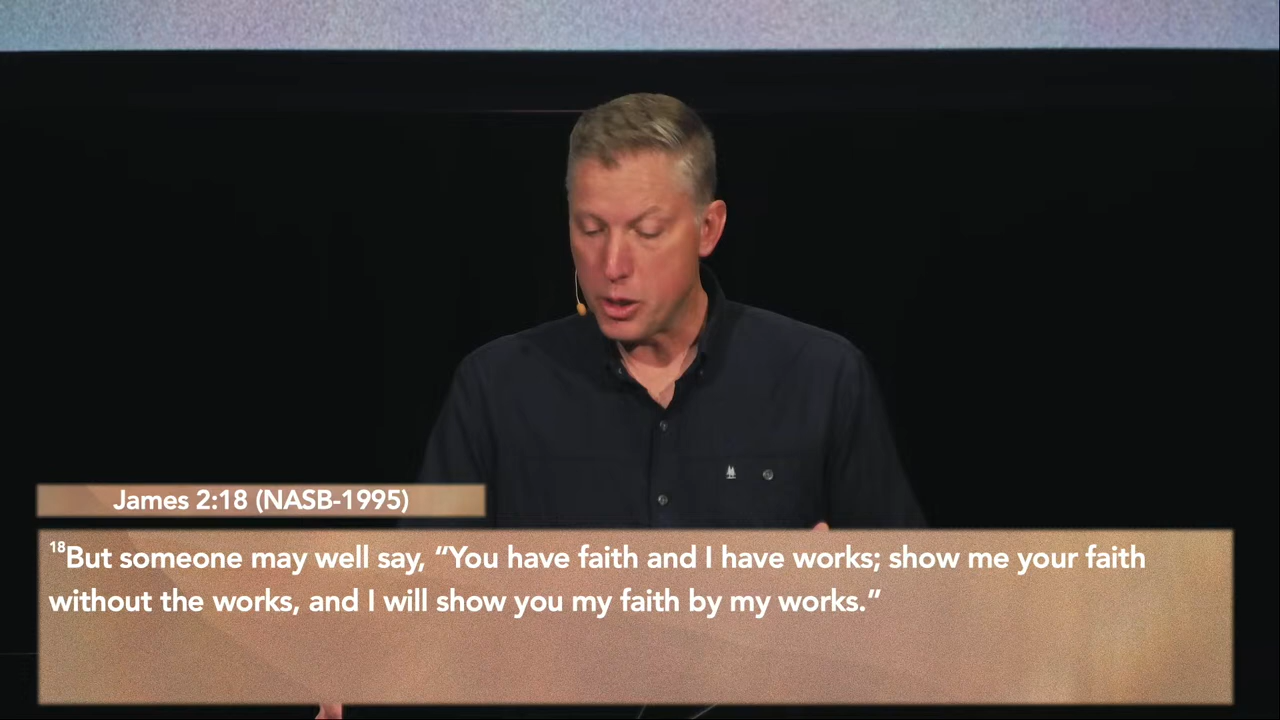 James 2:18 (NASB-1995)
18But someone may well say, “You have faith and I have works; show me your faith
without the works, and I will show you my faith by my works.”